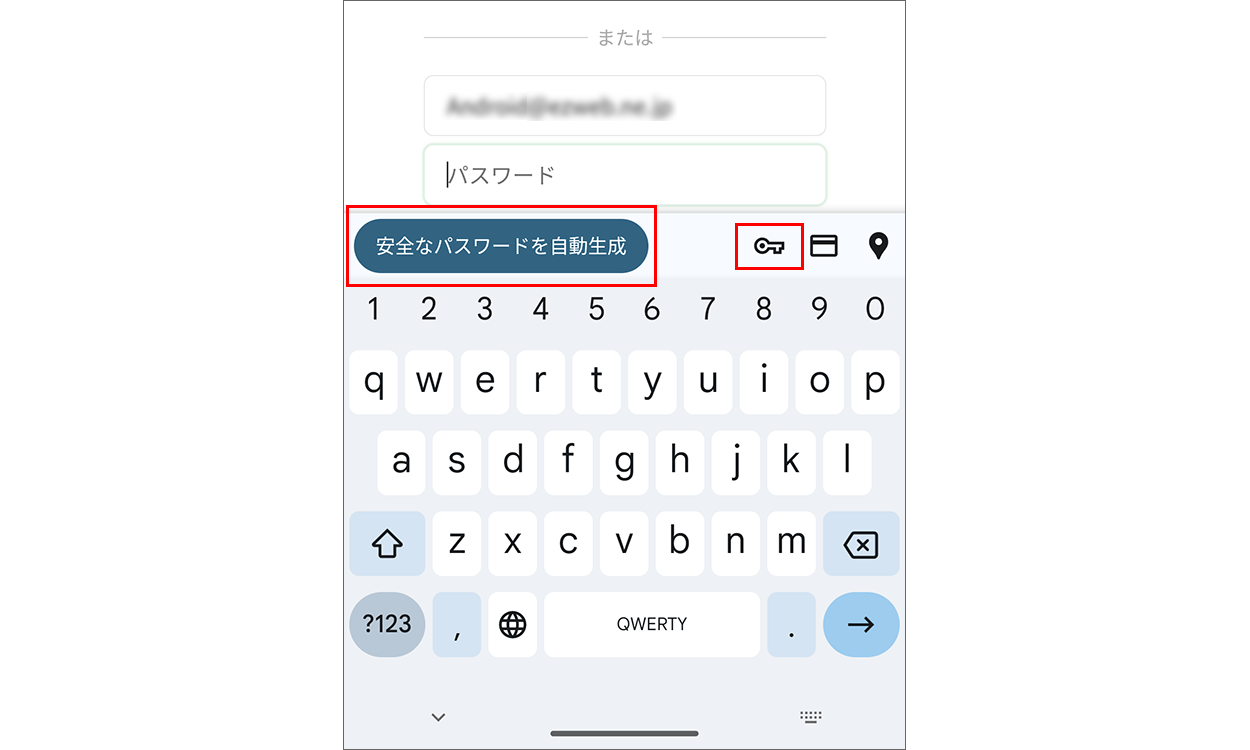 または
Android@ezweb.ne.jp
パスワード
安全なパスワードを自動生成
1 2 3 4 5 6 7 8 9 0
q w e r t y u i o p
a s d f g h j k l
z x c v b n m
?123 , QWERTY .